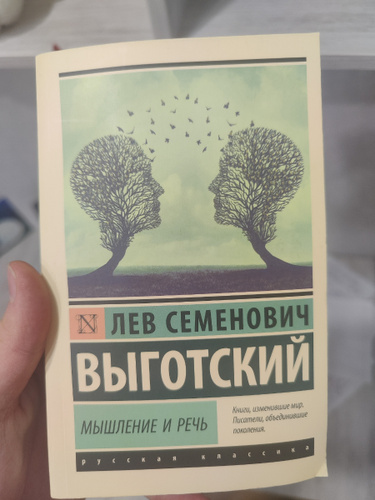 ЛЕВ СЕМЕНОВИЧ
ВЫГОТСКИЙ
МЫШЛЕНИЕ И РЕЧЬ
Книги, изменившие мир.
Писатели, объединившие
поколения.
русская классика